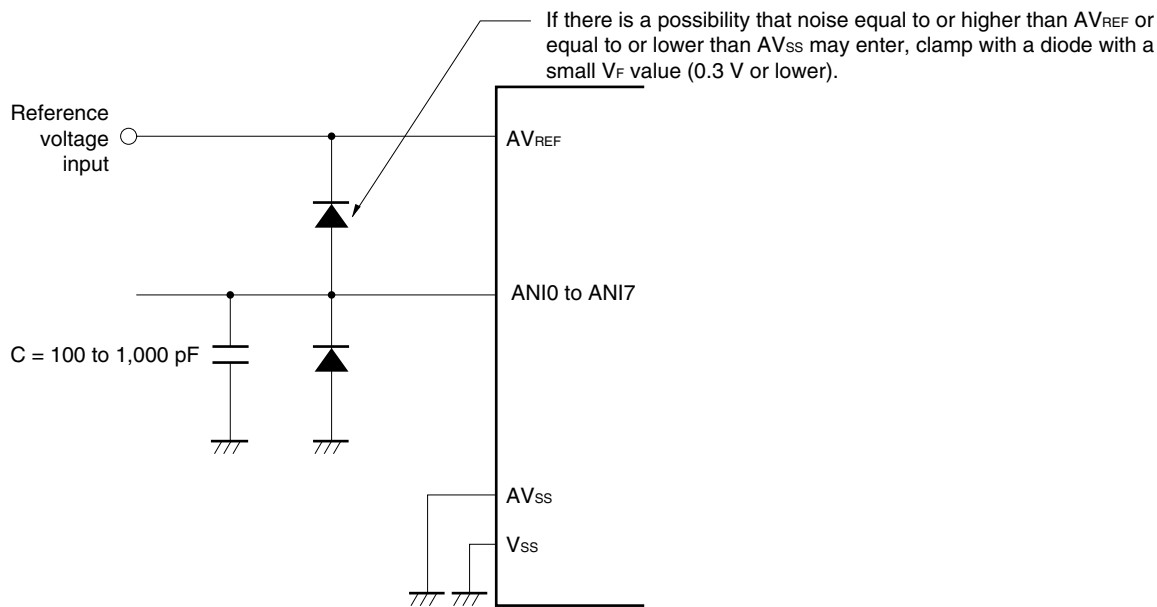 If there is a possibility that noise equal to or higher than AVREF or
equal to or lower than AVSS may enter, clamp with a diode with a
small VF value (0.3 V or lower).
Reference
voltage
input
AVREF
ANI0 to ANI7
C = 100 to 1,000 pF
AVSS
VSS